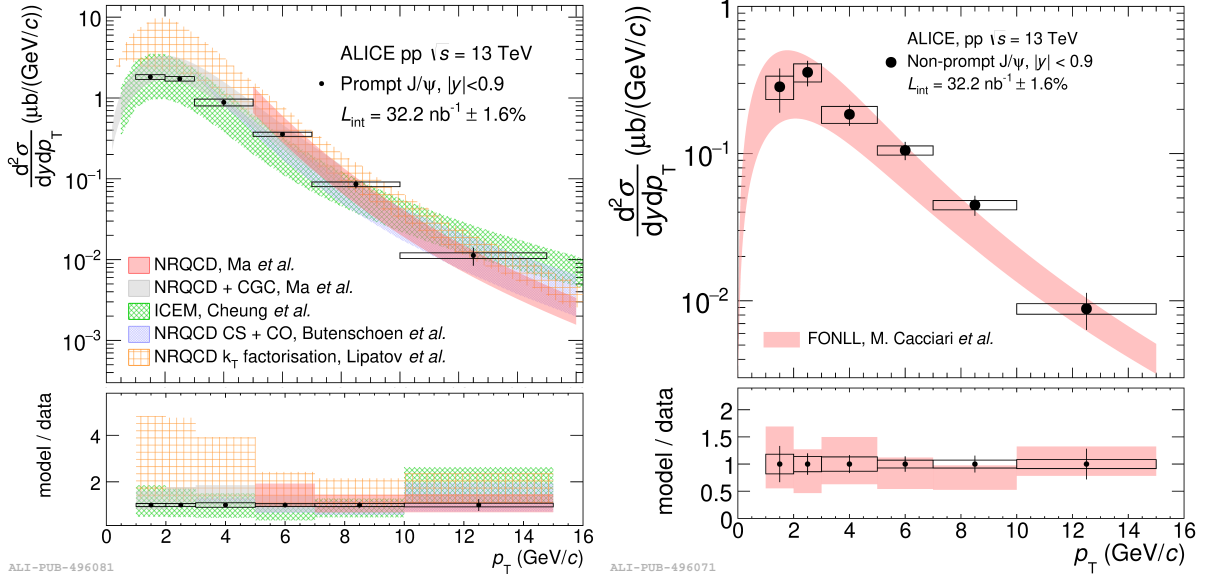 d²σ/dydp_T (μb/(GeV/c))
10
1
10⁻¹
10⁻²
10⁻³
ALICE pp √s = 13 TeV
Prompt J/ψ, |y|<0.9
L_int = 32.2 nb⁻¹ ± 1.6%
NRQCD, Ma et al.
NRQCD + CGC, Ma et al.
ICEM, Cheung et al.
NRQCD CS + CO, Butenschoen et al.
NRQCD k_T factorisation, Lipatov et al.
model / data
4
2
0 2 4 6 8 10 12 14 16
p_T (GeV/c)
ALI-PUB-496081
d²σ/dydp_T (μb/(GeV/c))
1
10⁻¹
10⁻²
ALICE, pp √s = 13 TeV
Non-prompt J/ψ, |y| < 0.9
L_int = 32.2 nb⁻¹ ± 1.6%
FONLL, M. Cacciari et al.
model / data
2
1.5
1
0.5
0
0 2 4 6 8 10 12 14 16
p_T (GeV/c)
ALI-PUB-496071